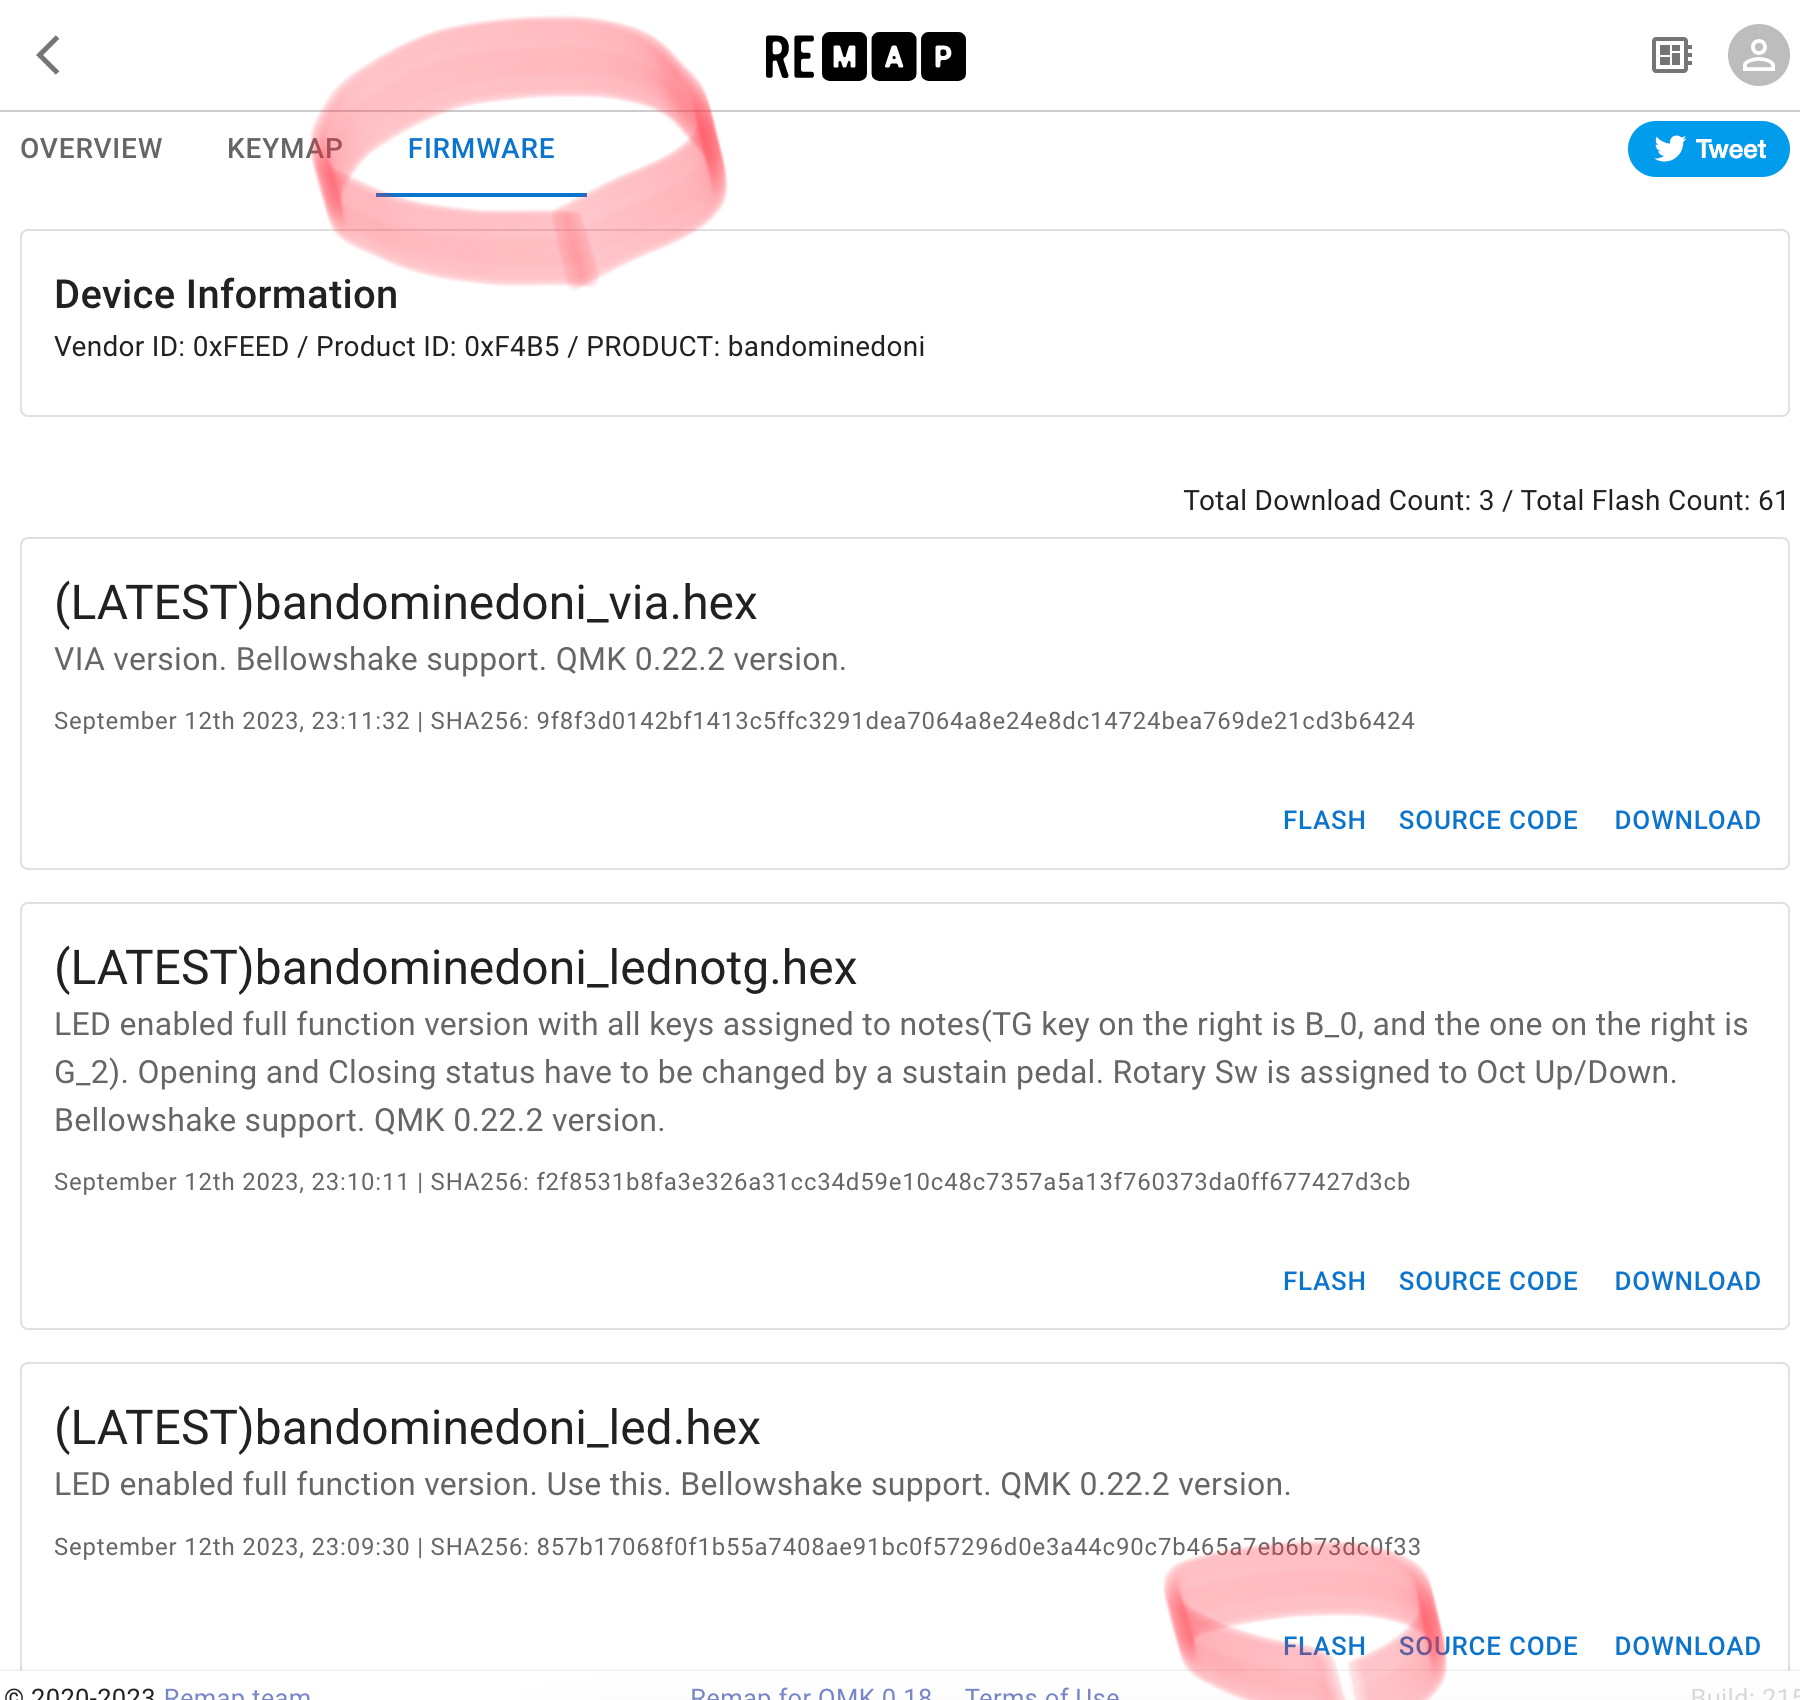 REMAP
OVERVIEW KEYMAP FIRMWARE Tweet
Device Information
Vendor ID: 0xFEED / Product ID: 0xF4B5 / PRODUCT: bandominedoni
Total Download Count: 3 / Total Flash Count: 61
(LATEST)bandominedoni_via.hex
VIA version. Bellowshake support. QMK 0.22.2 version.
September 12th 2023, 23:11:32 | SHA256: 9f8f3d0142bf1413c5ffc3291dea7064a8e24e8dc14724bea769de21cd3b6424
FLASH SOURCE CODE DOWNLOAD
(LATEST)bandominedoni_lednotg.hex
LED enabled full function version with all keys assigned to notes(TG key on the right is B_0, and the one on the right is
G_2). Opening and Closing status have to be changed by a sustain pedal. Rotary Sw is assigned to Oct Up/Down.
Bellowshake support. QMK 0.22.2 version.
September 12th 2023, 23:10:11 | SHA256: f2f8531b8fa3e326a31cc34d59e10c48c7357a5a13f760373da0ff677427d3cb
FLASH SOURCE CODE DOWNLOAD
(LATEST)bandominedoni_led.hex
LED enabled full function version. Use this. Bellowshake support. QMK 0.22.2 version.
September 12th 2023, 23:09:30 | SHA256: 857b17068f0f1b55a7408ae91bc0f57296d0e3a44c90c7b465a7eb6b73dc0f33
FLASH SOURCE CODE DOWNLOAD
© 2020-2023 Remap team Remap for QMK 0.18 Terms of Use Build: